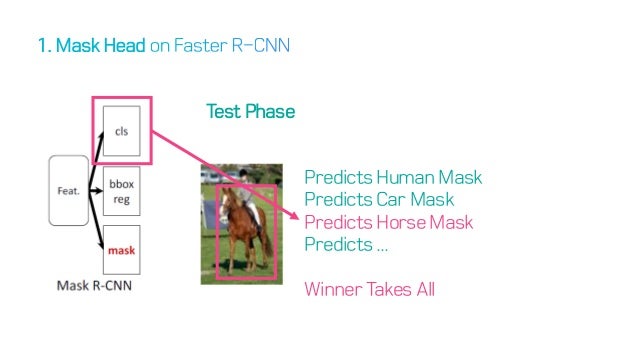 1. Mask Head on Faster R-CNN
Test Phase
cls
Feat.
bbox
reg
mask
Mask R-CNN
Predicts Human Mask
Predicts Car Mask
Predicts Horse Mask
Predicts ...
Winner Takes All